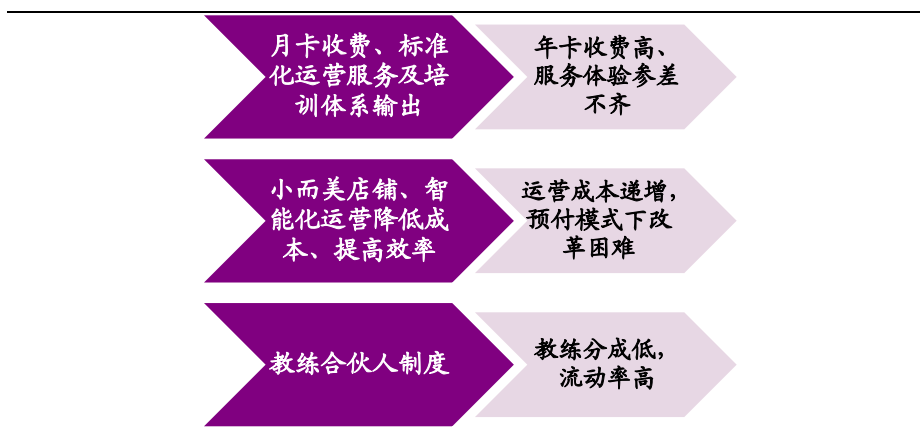 月卡收费、标准
化运营服务及培
训体系输出
年卡收费高、
服务体验参差
不齐
小而美店铺、智
能化运营降低成
本、提高效率
运营成本递增，
预付模式下改
革困难
教练合伙人制度
教练分成低，
流动率高